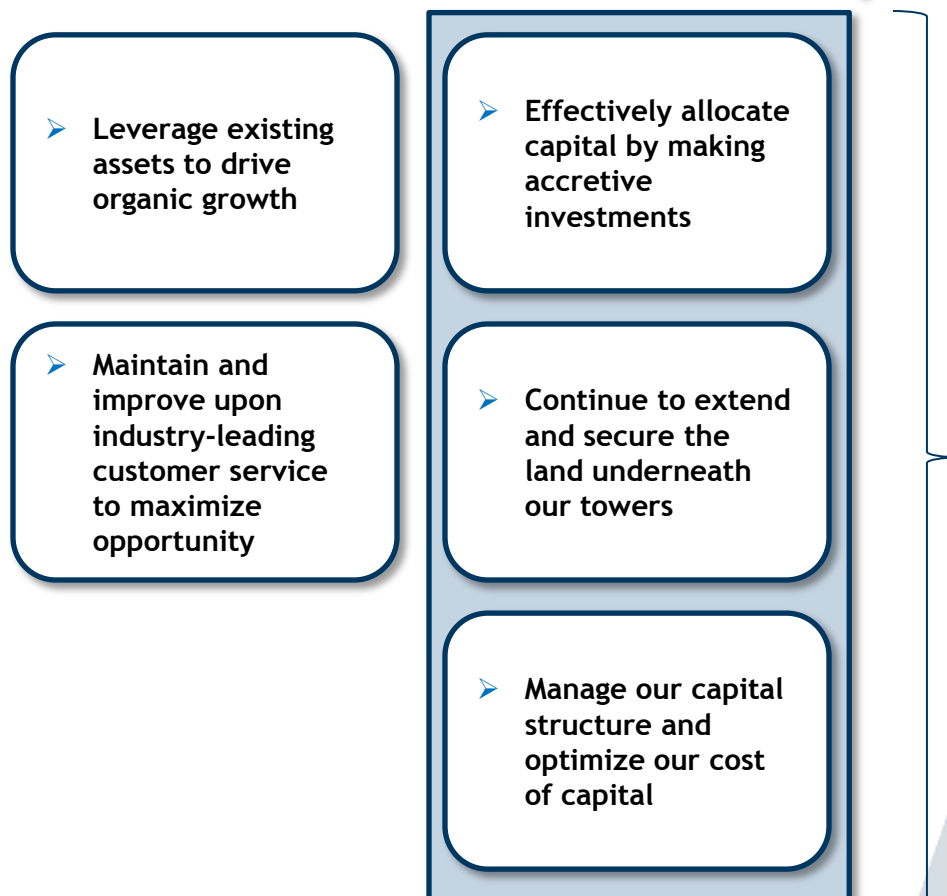 ➢ Leverage existing
assets to drive
organic growth
➢ Maintain and
improve upon
industry-leading
customer service
to maximize
opportunity
➢ Effectively allocate
capital by making
accretive
investments
➢ Continue to extend
and secure the
land underneath
our towers
➢ Manage our capital
structure and
optimize our cost
of capital